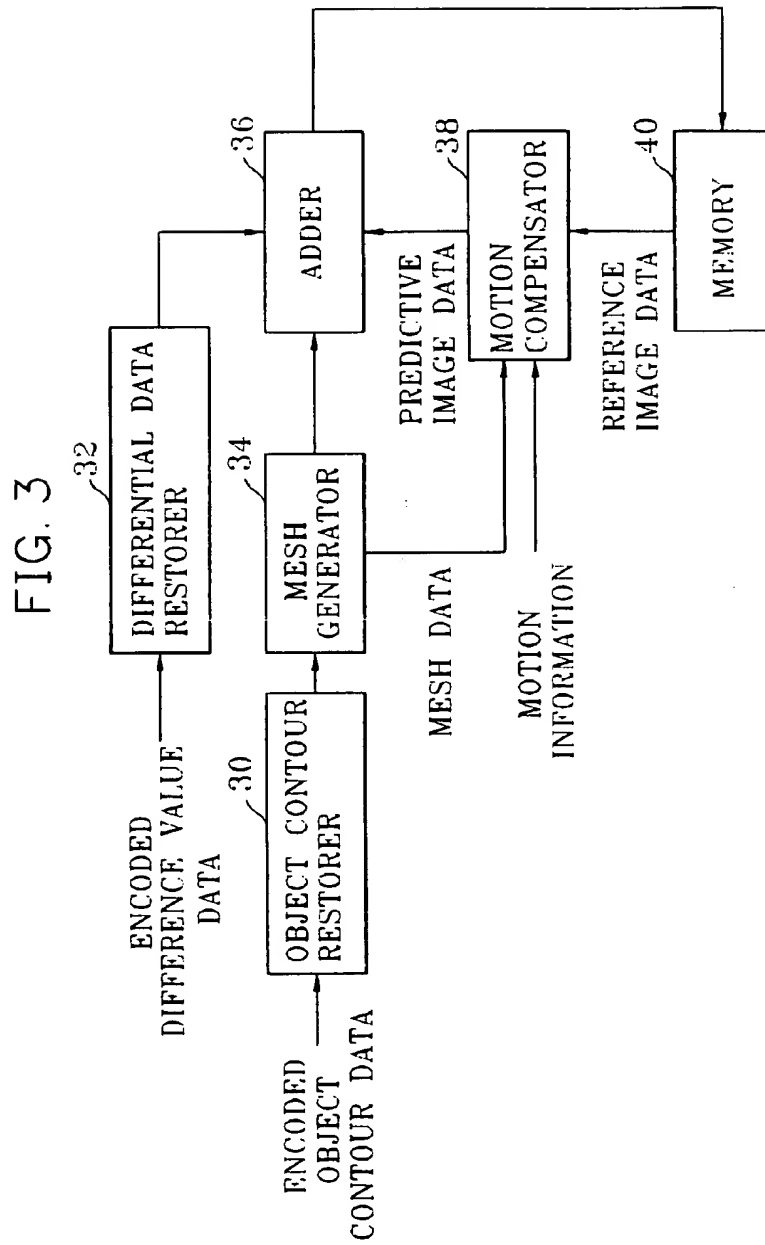 FIG. 3
ENCODED
DIFFERENCE VALUE
DATA
32
DIFFERENTIAL DATA
RESTORER
ENCODED
OBJECT
CONTOUR DATA
30
OBJECT CONTOUR
RESTORER
34
MESH
GENERATOR
36
ADDER
MESH DATA
PREDICTIVE
IMAGE DATA
MOTION
INFORMATION
38
MOTION
COMPENSATOR
REFERENCE
IMAGE DATA
40
MEMORY